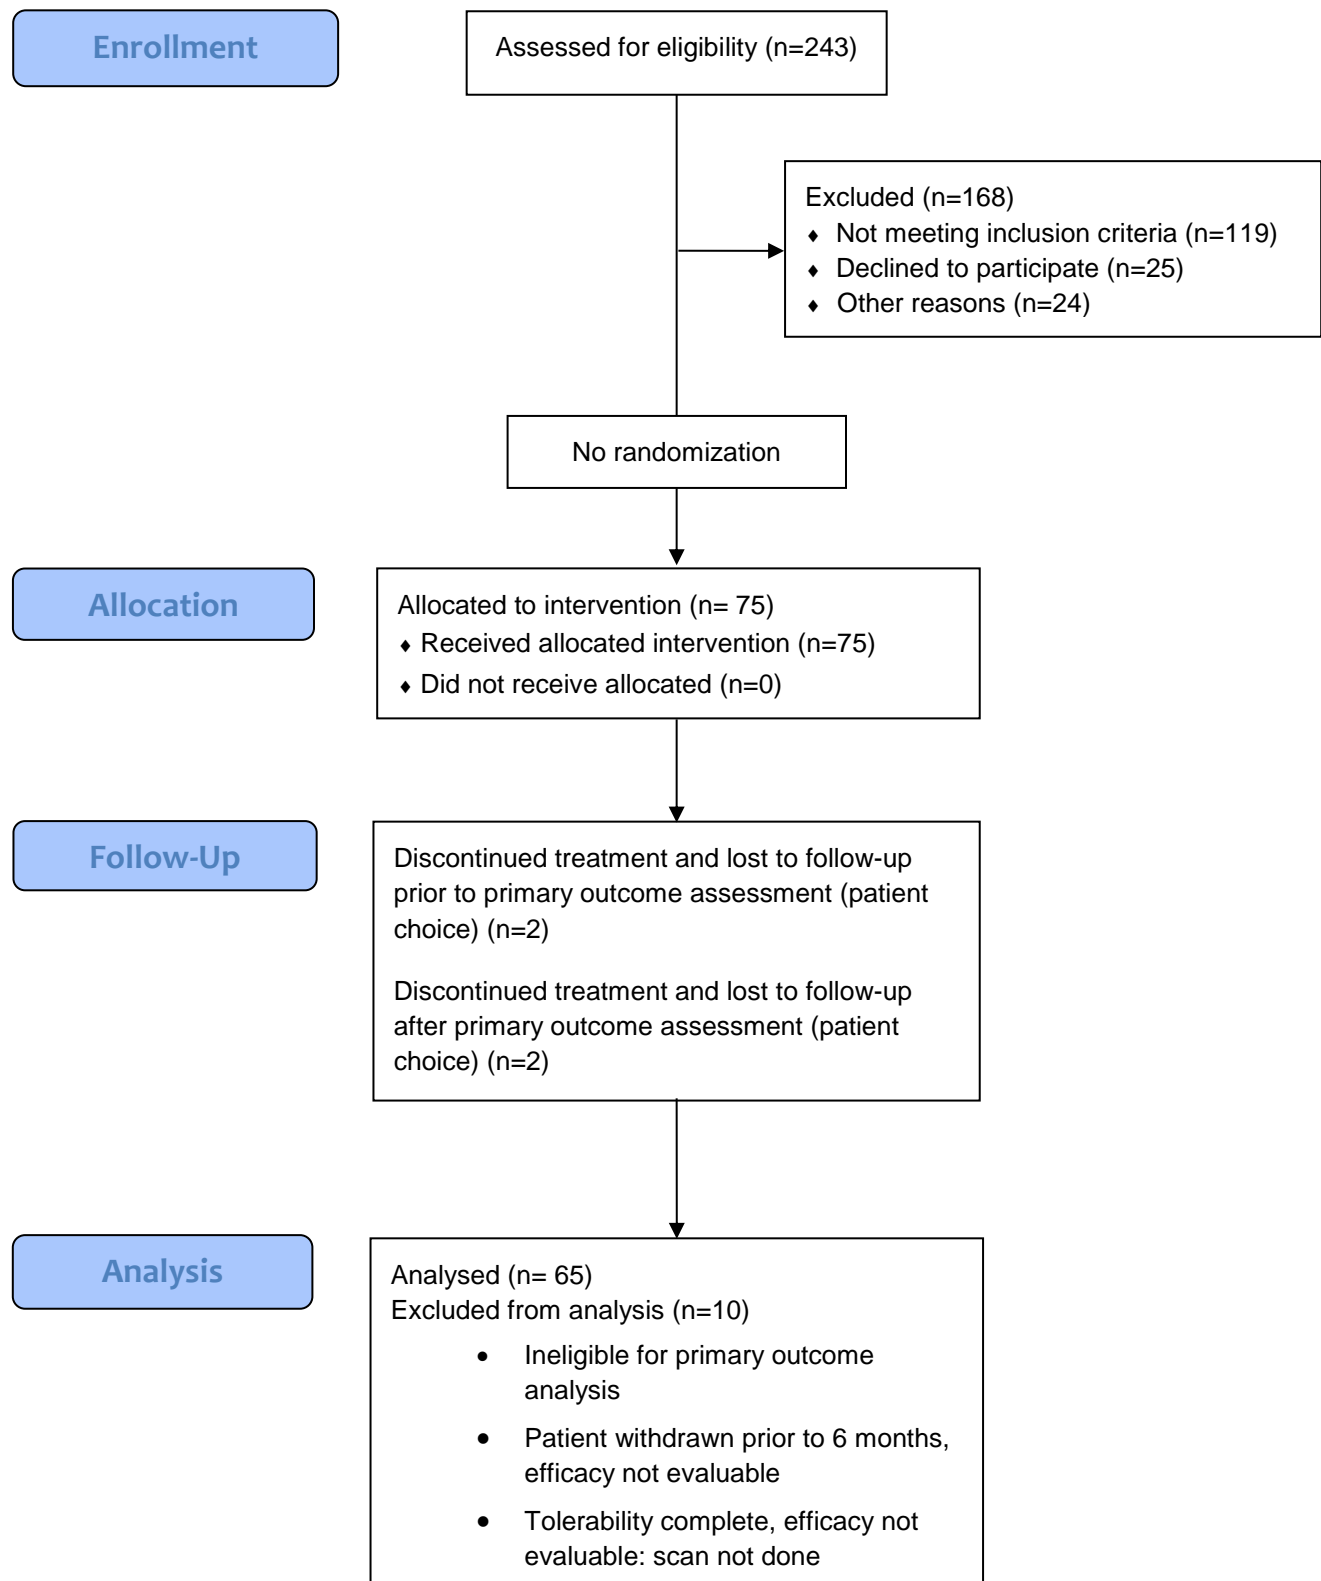 Enrollment
Assessed for eligibility (n=243)
Excluded (n=168)
♦ Not meeting inclusion criteria (n=119)
♦ Declined to participate (n=25)
♦ Other reasons (n=24)
No randomization
Allocation
Allocated to intervention (n= 75)
♦ Received allocated intervention (n=75)
♦ Did not receive allocated (n=0)
Follow-Up
Discontinued treatment and lost to follow-up
prior to primary outcome assessment (patient
choice) (n=2)
Discontinued treatment and lost to follow-up
after primary outcome assessment (patient
choice) (n=2)
Analysis
Analysed (n= 65)
Excluded from analysis (n=10)
• Ineligible for primary outcome
analysis
• Patient withdrawn prior to 6 months,
efficacy not evaluable
• Tolerability complete, efficacy not
evaluable: scan not done